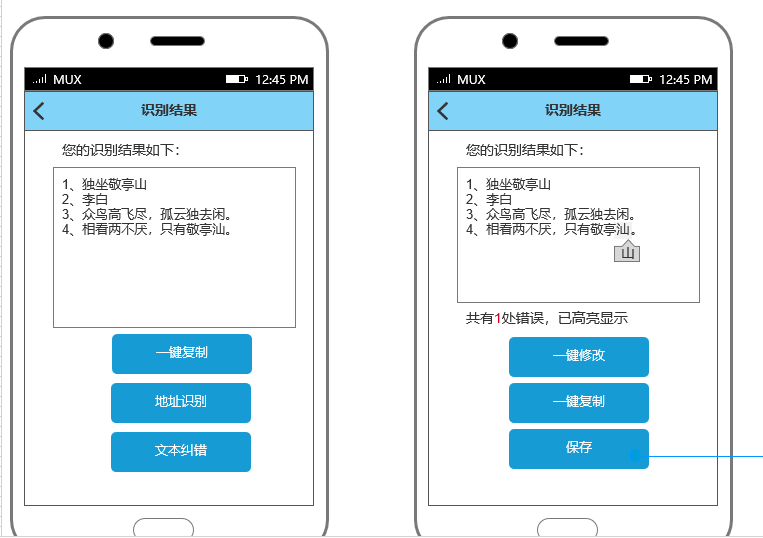 MUX 12:45 PM
识别结果
您的识别结果如下：
1、独坐敬亭山
2、李白
3、众鸟高飞尽，孤云独去闲。
4、相看两不厌，只有敬亭汕。
一键复制
地址识别
文本纠错
MUX 12:45 PM
识别结果
您的识别结果如下：
1、独坐敬亭山
2、李白
3、众鸟高飞尽，孤云独去闲。
4、相看两不厌，只有敬亭汕。
山
共有1处错误，已高亮显示
一键修改
一键复制
保存